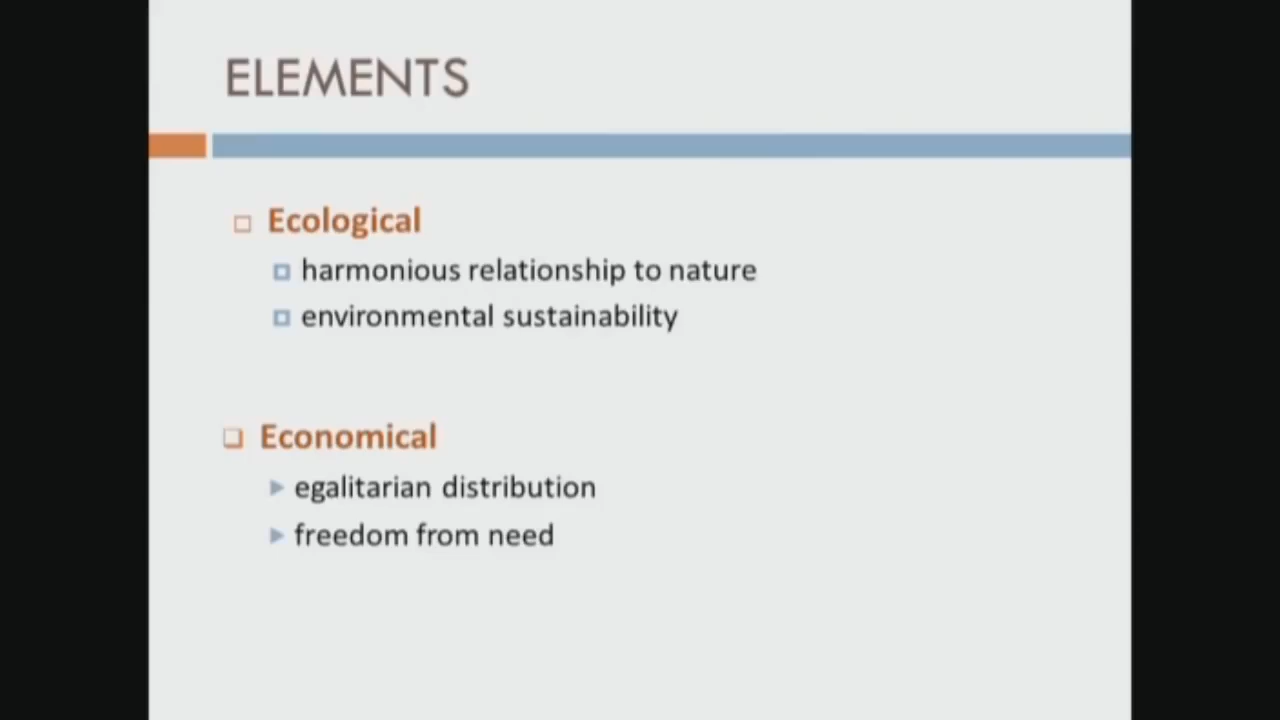 ELEMENTS
Ecological
harmonious relationship to nature
environmental sustainability
Economical
egalitarian distribution
freedom from need